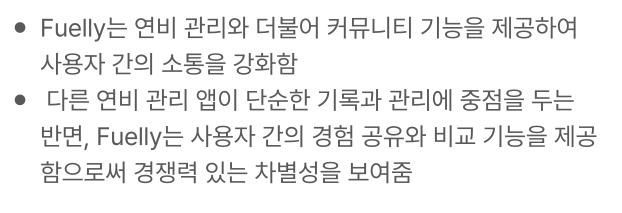 ● Fuelly는 연비 관리와 더불어 커뮤니티 기능을 제공하여
사용자 간의 소통을 강화함
● 다른 연비 관리 앱이 단순한 기록과 관리에 중점을 두는
반면, Fuelly는 사용자 간의 경험 공유와 비교 기능을 제공
함으로써 경쟁력 있는 차별성을 보여줌